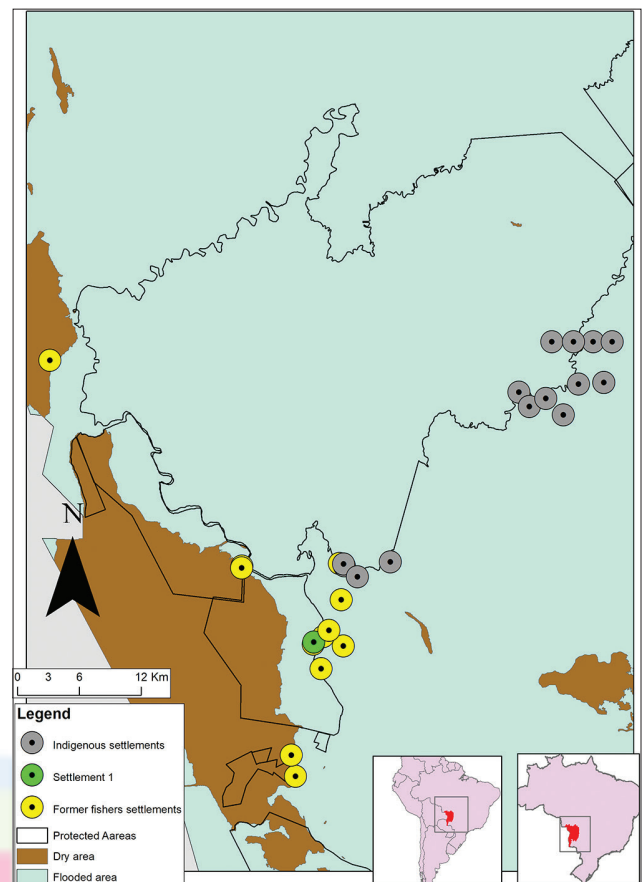 N
0 3 6 12 Km
Legend
Indigenous settlements
Settlement 1
Former fishers settlements
Protected Aareas
Dry area
Flooded area